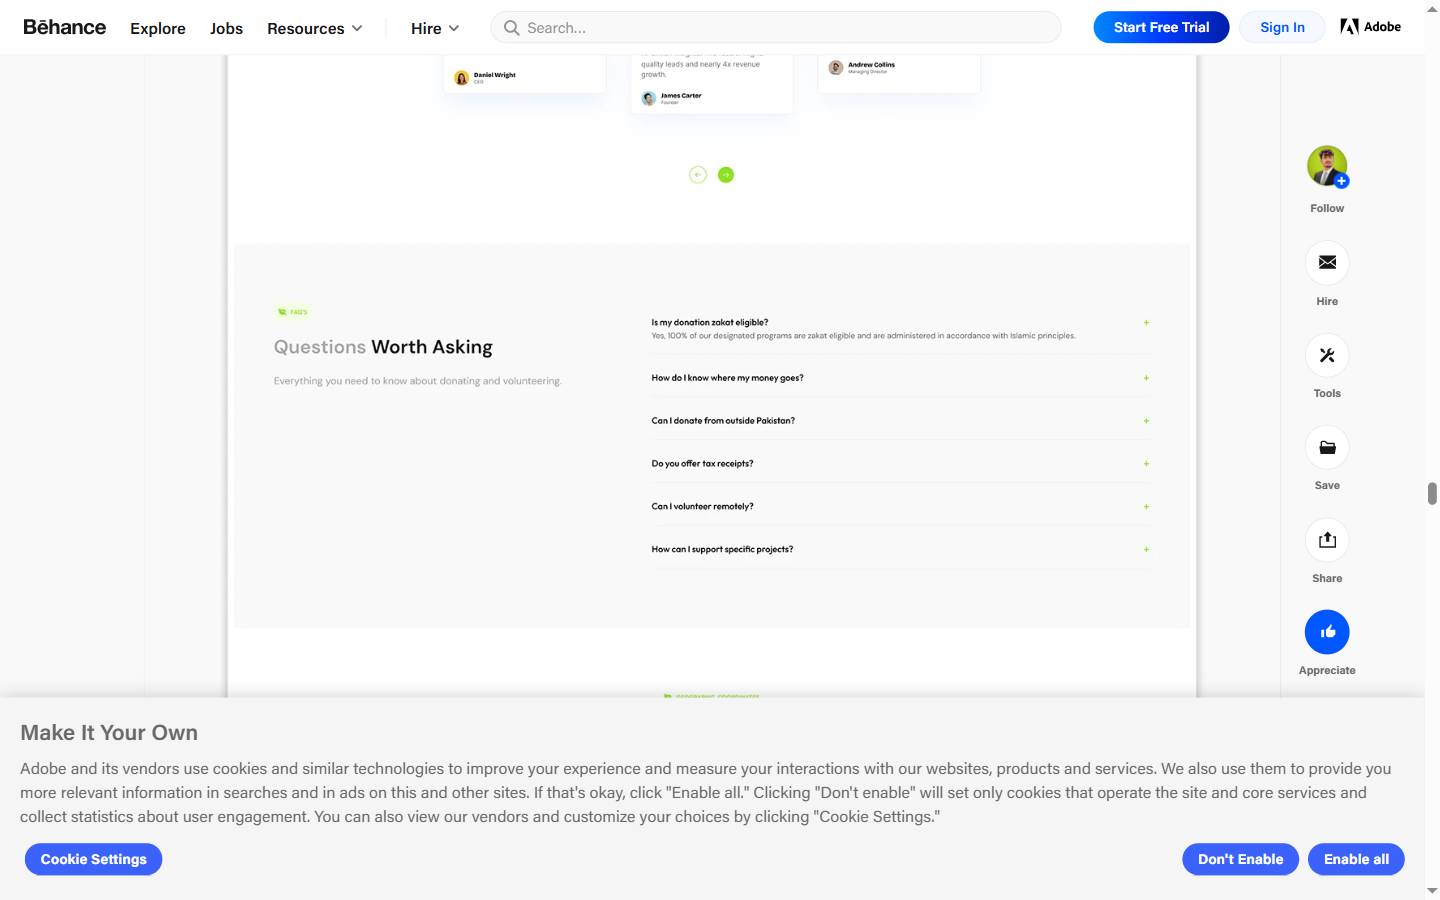 Bēhance
Explore
Jobs
Resources
Hire
Search...
Start Free Trial
Sign In
Adobe
Daniel Wright
CEO
quality leads and nearly 4x revenue
growth.
James Carter
Founder
Andrew Collins
Managing Director
Follow
Hire
Tools
Save
Share
Appreciate
FAQ'S
Questions Worth Asking
Everything you need to know about donating and volunteering.
Is my donation zakat eligible?
Yes, 100% of our designated programs are zakat eligible and are administered in accordance with Islamic principles.
How do I know where my money goes?
Can I donate from outside Pakistan?
Do you offer tax receipts?
Can I volunteer remotely?
How can I support specific projects?
Make It Your Own
Adobe and its vendors use cookies and similar technologies to improve your experience and measure your interactions with our websites, products and services. We also use them to provide you
more relevant information in searches and in ads on this and other sites. If that's okay, click "Enable all." Clicking "Don't enable" will set only cookies that operate the site and core services and
collect statistics about user engagement. You can also view our vendors and customize your choices by clicking "Cookie Settings."
Cookie Settings
Don't Enable
Enable all